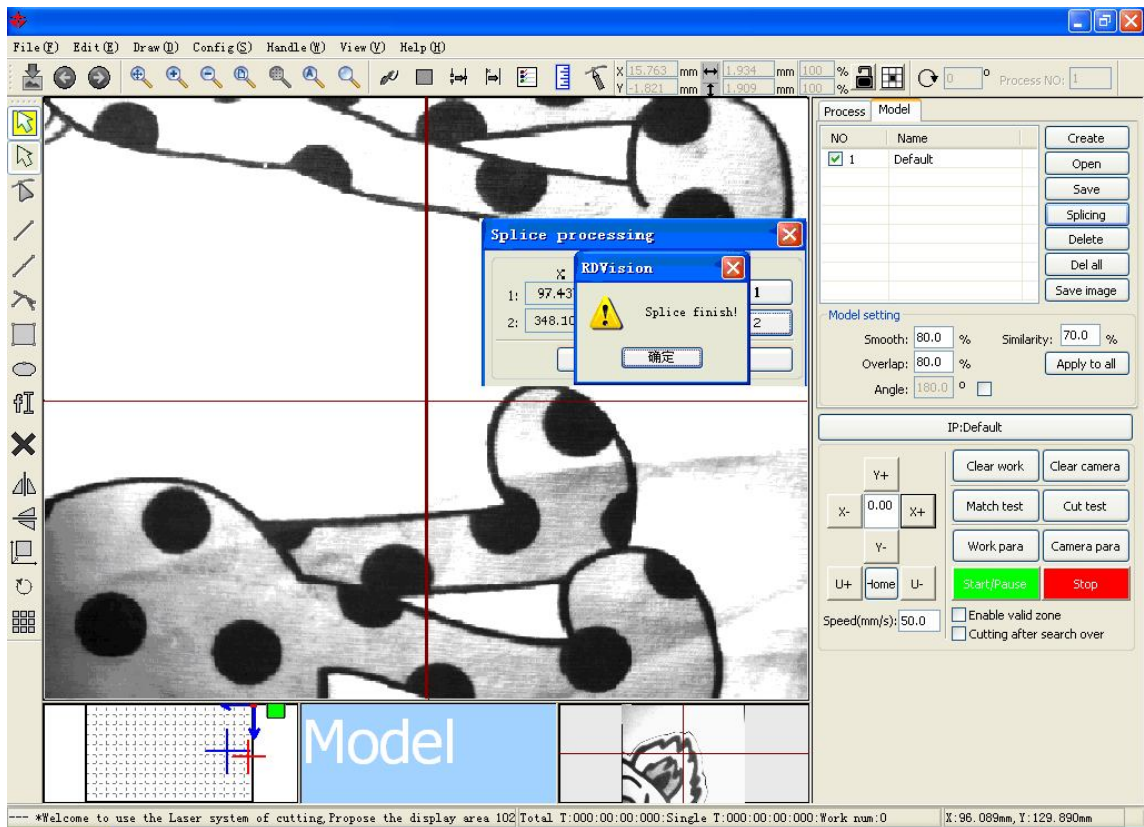 File(F) Edit(E) Draw(D) Config(S) Handle(W) View(V) Help(H)
X 15.763 mm 1.934 mm 100 % 0 ° Process NO: 1
Y -1.821 mm 1.909 mm 100 %
Process Model
NO Name
1 Default
Create
Open
Save
Splicing
Delete
Del all
Save image
Splice processing
X
1: 97.43 1
2: 348.10 2
RDVision
Splice finish!
确定
Model setting
Smooth: 80.0 % Similarity: 70.0 %
Overlap: 80.0 % Apply to all
Angle: 180.0 °
IP:Default
Y+
X- 0.00 X+
Y-
U+ Home U-
Speed(mm/s): 50.0
Clear work Clear camera
Match test Cut test
Work para Camera para
Start/Pause Stop
Enable valid zone
Cutting after search over
Model
--- *Welcome to use the Laser system of cutting,Propose the display area 102 Total T:000:00:00:000:Single T:000:00:00:000:Work num:0 X:96.089mm,Y:129.890mm